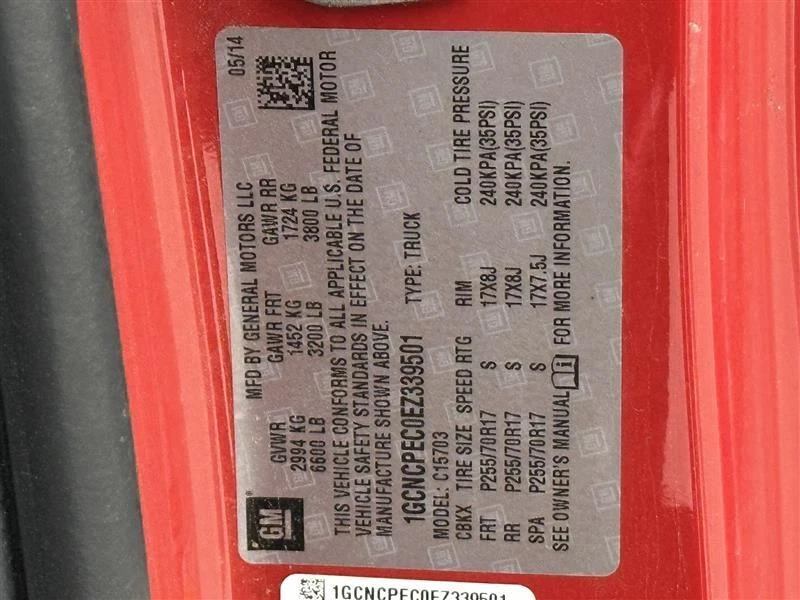 MFD BY GENERAL MOTORS LLC 05/14
GVWR GAWR FRT GAWR RR
2994 KG 1452 KG 1724 KG
6600 LB 3200 LB 3800 LB
THIS VEHICLE CONFORMS TO ALL APPLICABLE U.S. FEDERAL MOTOR
VEHICLE SAFETY STANDARDS IN EFFECT ON THE DATE OF
MANUFACTURE SHOWN ABOVE.
GM
1GCNCPEC0EZ339501 TYPE: TRUCK
MODEL: C15703
CBKX TIRE SIZE SPEED RTG RIM COLD TIRE PRESSURE
FRT P255/70R17 S 17X8J 240KPA(35PSI)
RR P255/70R17 S 17X8J 240KPA(35PSI)
SPA P255/70R17 S 17X7.5J 240KPA(35PSI)
SEE OWNER'S MANUAL i FOR MORE INFORMATION.
1GCNCPEC0EZ339501